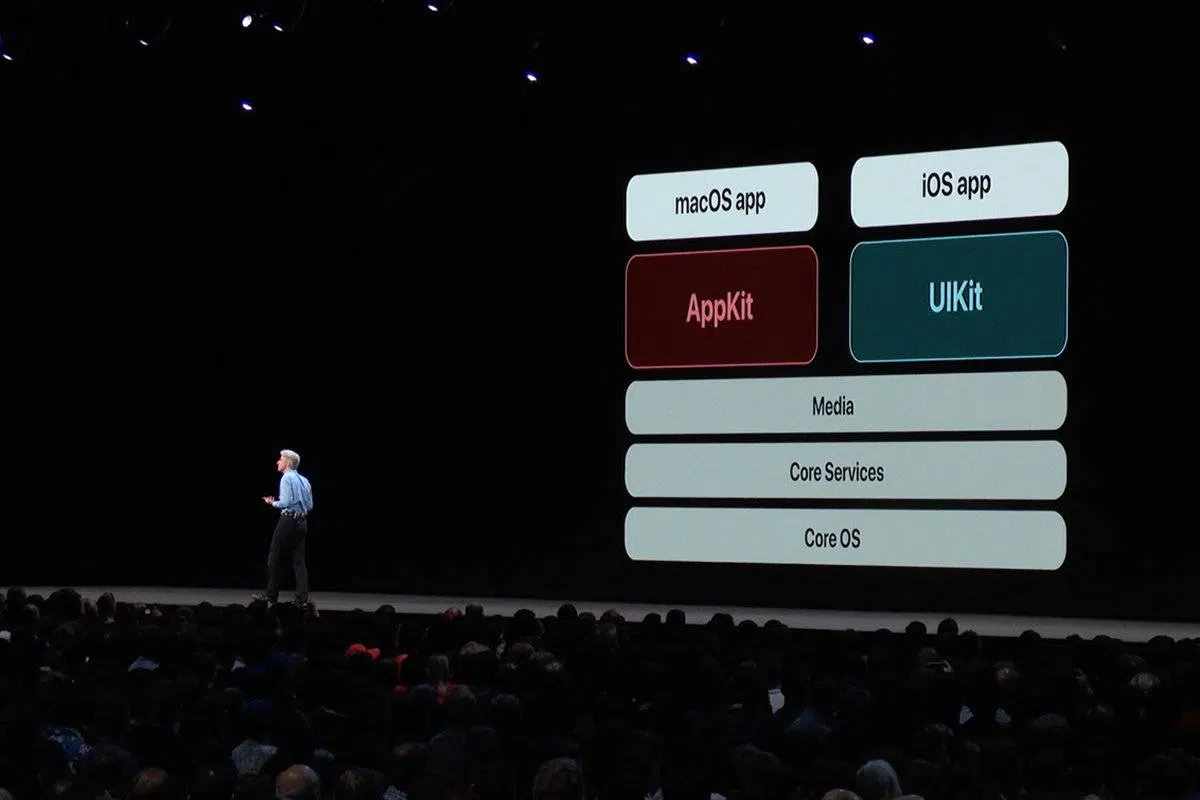 macOS app
iOS app
AppKit
UIKit
Media
Core Services
Core OS